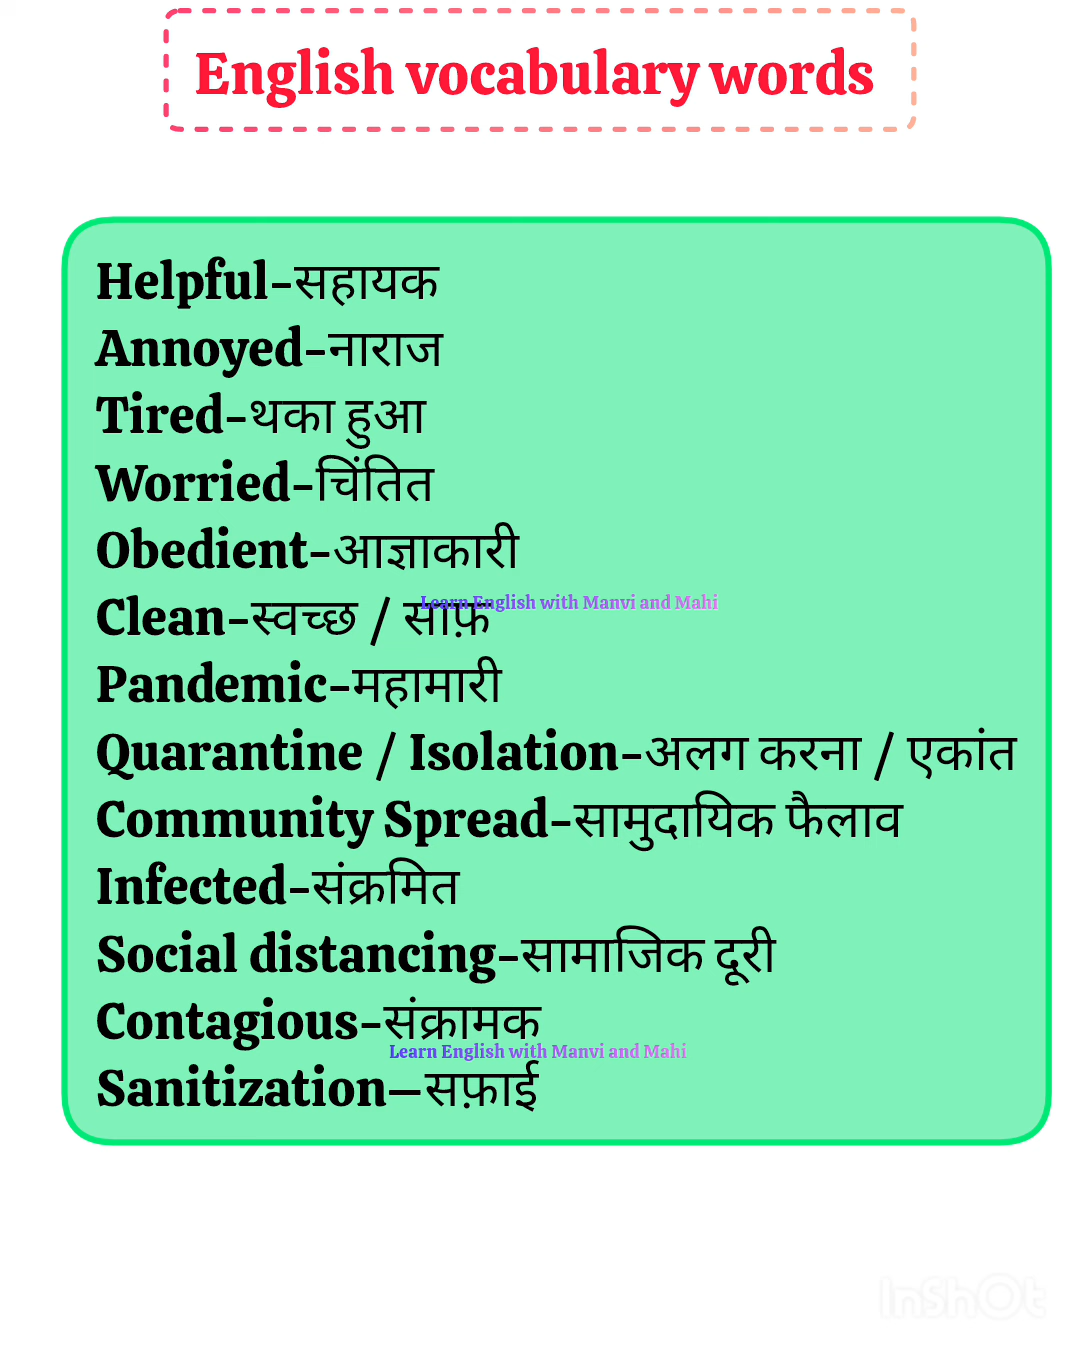 English vocabulary words
Helpful-सहायक
Annoyed-नाराज
Tired-थका हुआ
Worried-चिंतित
Obedient-आज्ञाकारी
Learn English with Manvi and Mahi
Clean-स्वच्छ / साफ़
Pandemic-महामारी
Quarantine / Isolation-अलग करना / एकांत
Community Spread-सामुदायिक फैलाव
Infected-संक्रमित
Social distancing-सामाजिक दूरी
Contagious-संक्रामक
Learn English with Manvi and Mahi
Sanitization–सफ़ाई
InShOt